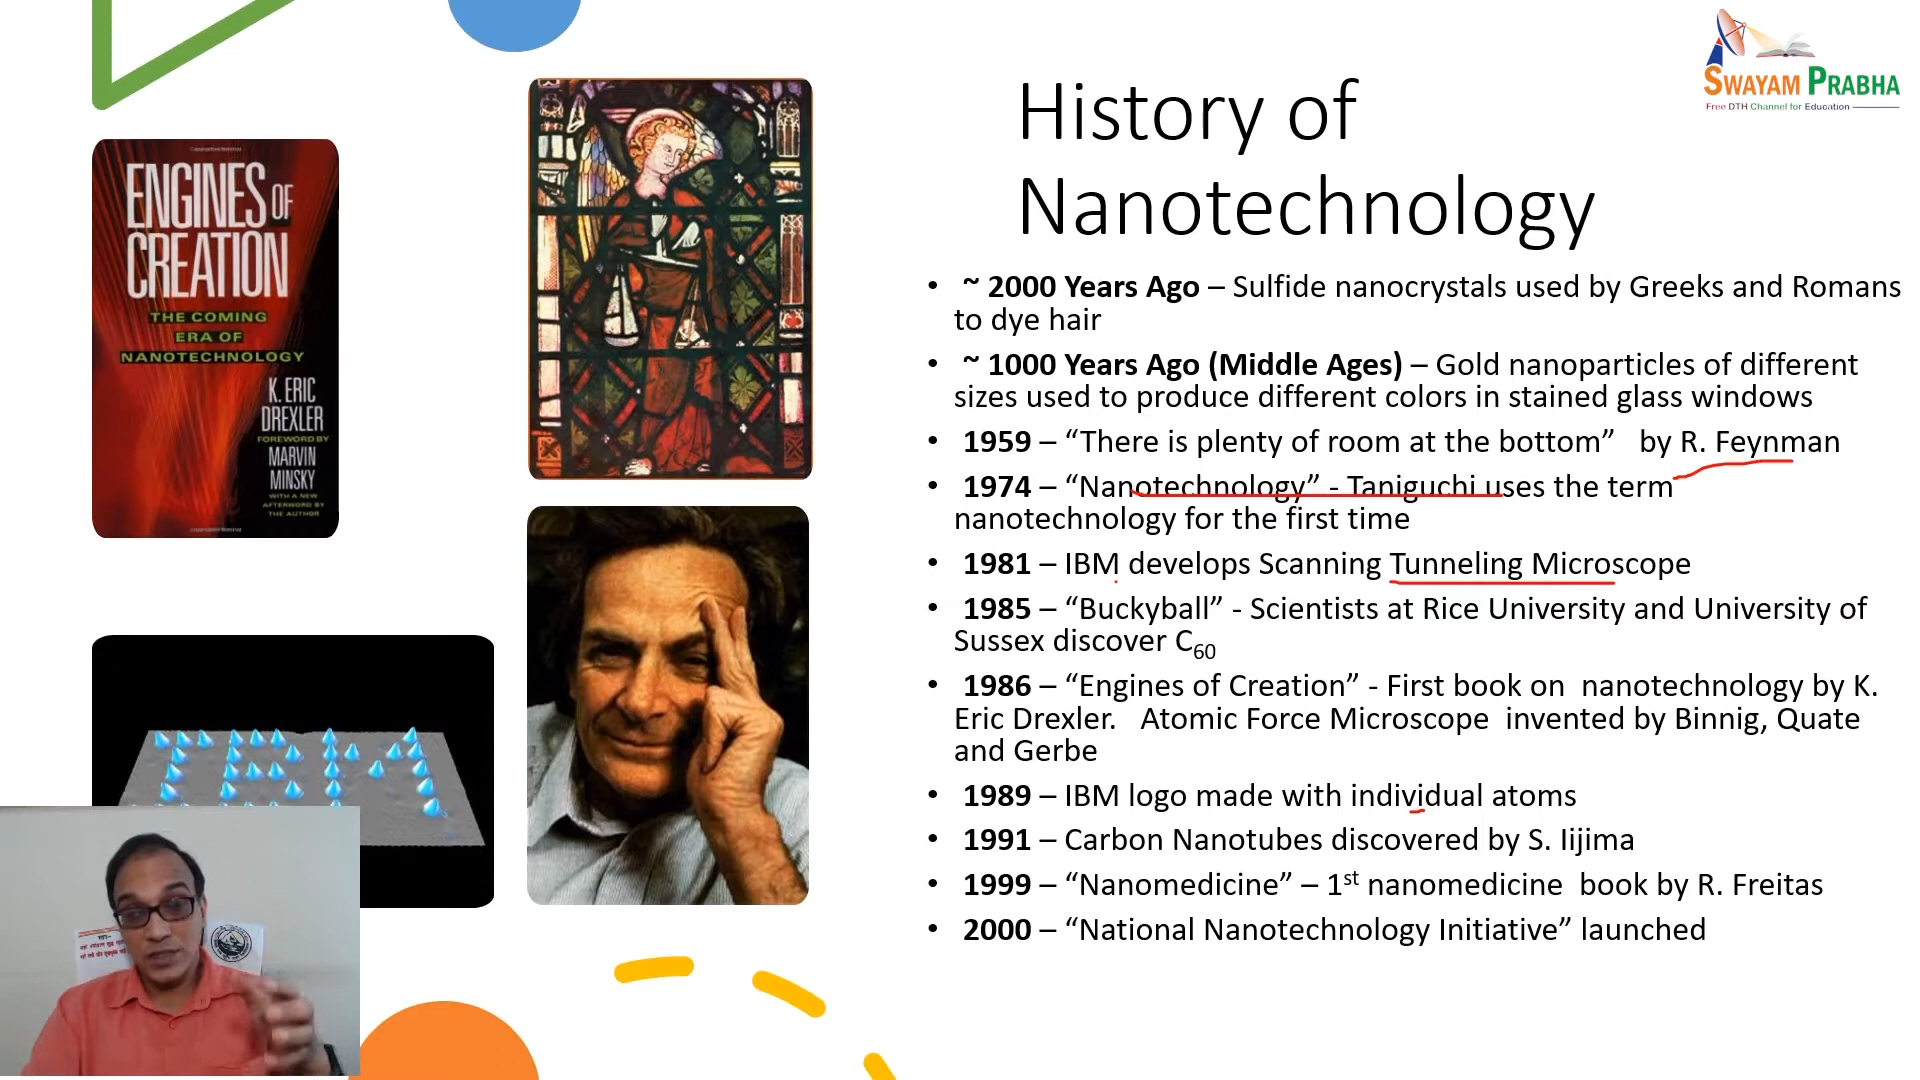 SWAYAM PRABHA
Free DTH Channel for Education
History of
Nanotechnology
ENGINES OF
CREATION
THE COMING
ERA OF
NANOTECHNOLOGY
K. ERIC
DREXLER
FOREWORD BY
MARVIN
MINSKY
WITH A NEW
AFTERWORD BY
THE AUTHOR
IBM
• ~ 2000 Years Ago – Sulfide nanocrystals used by Greeks and Romans
to dye hair
• ~ 1000 Years Ago (Middle Ages) – Gold nanoparticles of different
sizes used to produce different colors in stained glass windows
• 1959 – “There is plenty of room at the bottom” by R. Feynman
• 1974 – “Nanotechnology” - Taniguchi uses the term
nanotechnology for the first time
• 1981 – IBM develops Scanning Tunneling Microscope
• 1985 – “Buckyball” - Scientists at Rice University and University of
Sussex discover C60
• 1986 – “Engines of Creation” - First book on nanotechnology by K.
Eric Drexler. Atomic Force Microscope invented by Binnig, Quate
and Gerbe
• 1989 – IBM logo made with individual atoms
• 1991 – Carbon Nanotubes discovered by S. Iijima
• 1999 – “Nanomedicine” – 1st nanomedicine book by R. Freitas
• 2000 – “National Nanotechnology Initiative” launched